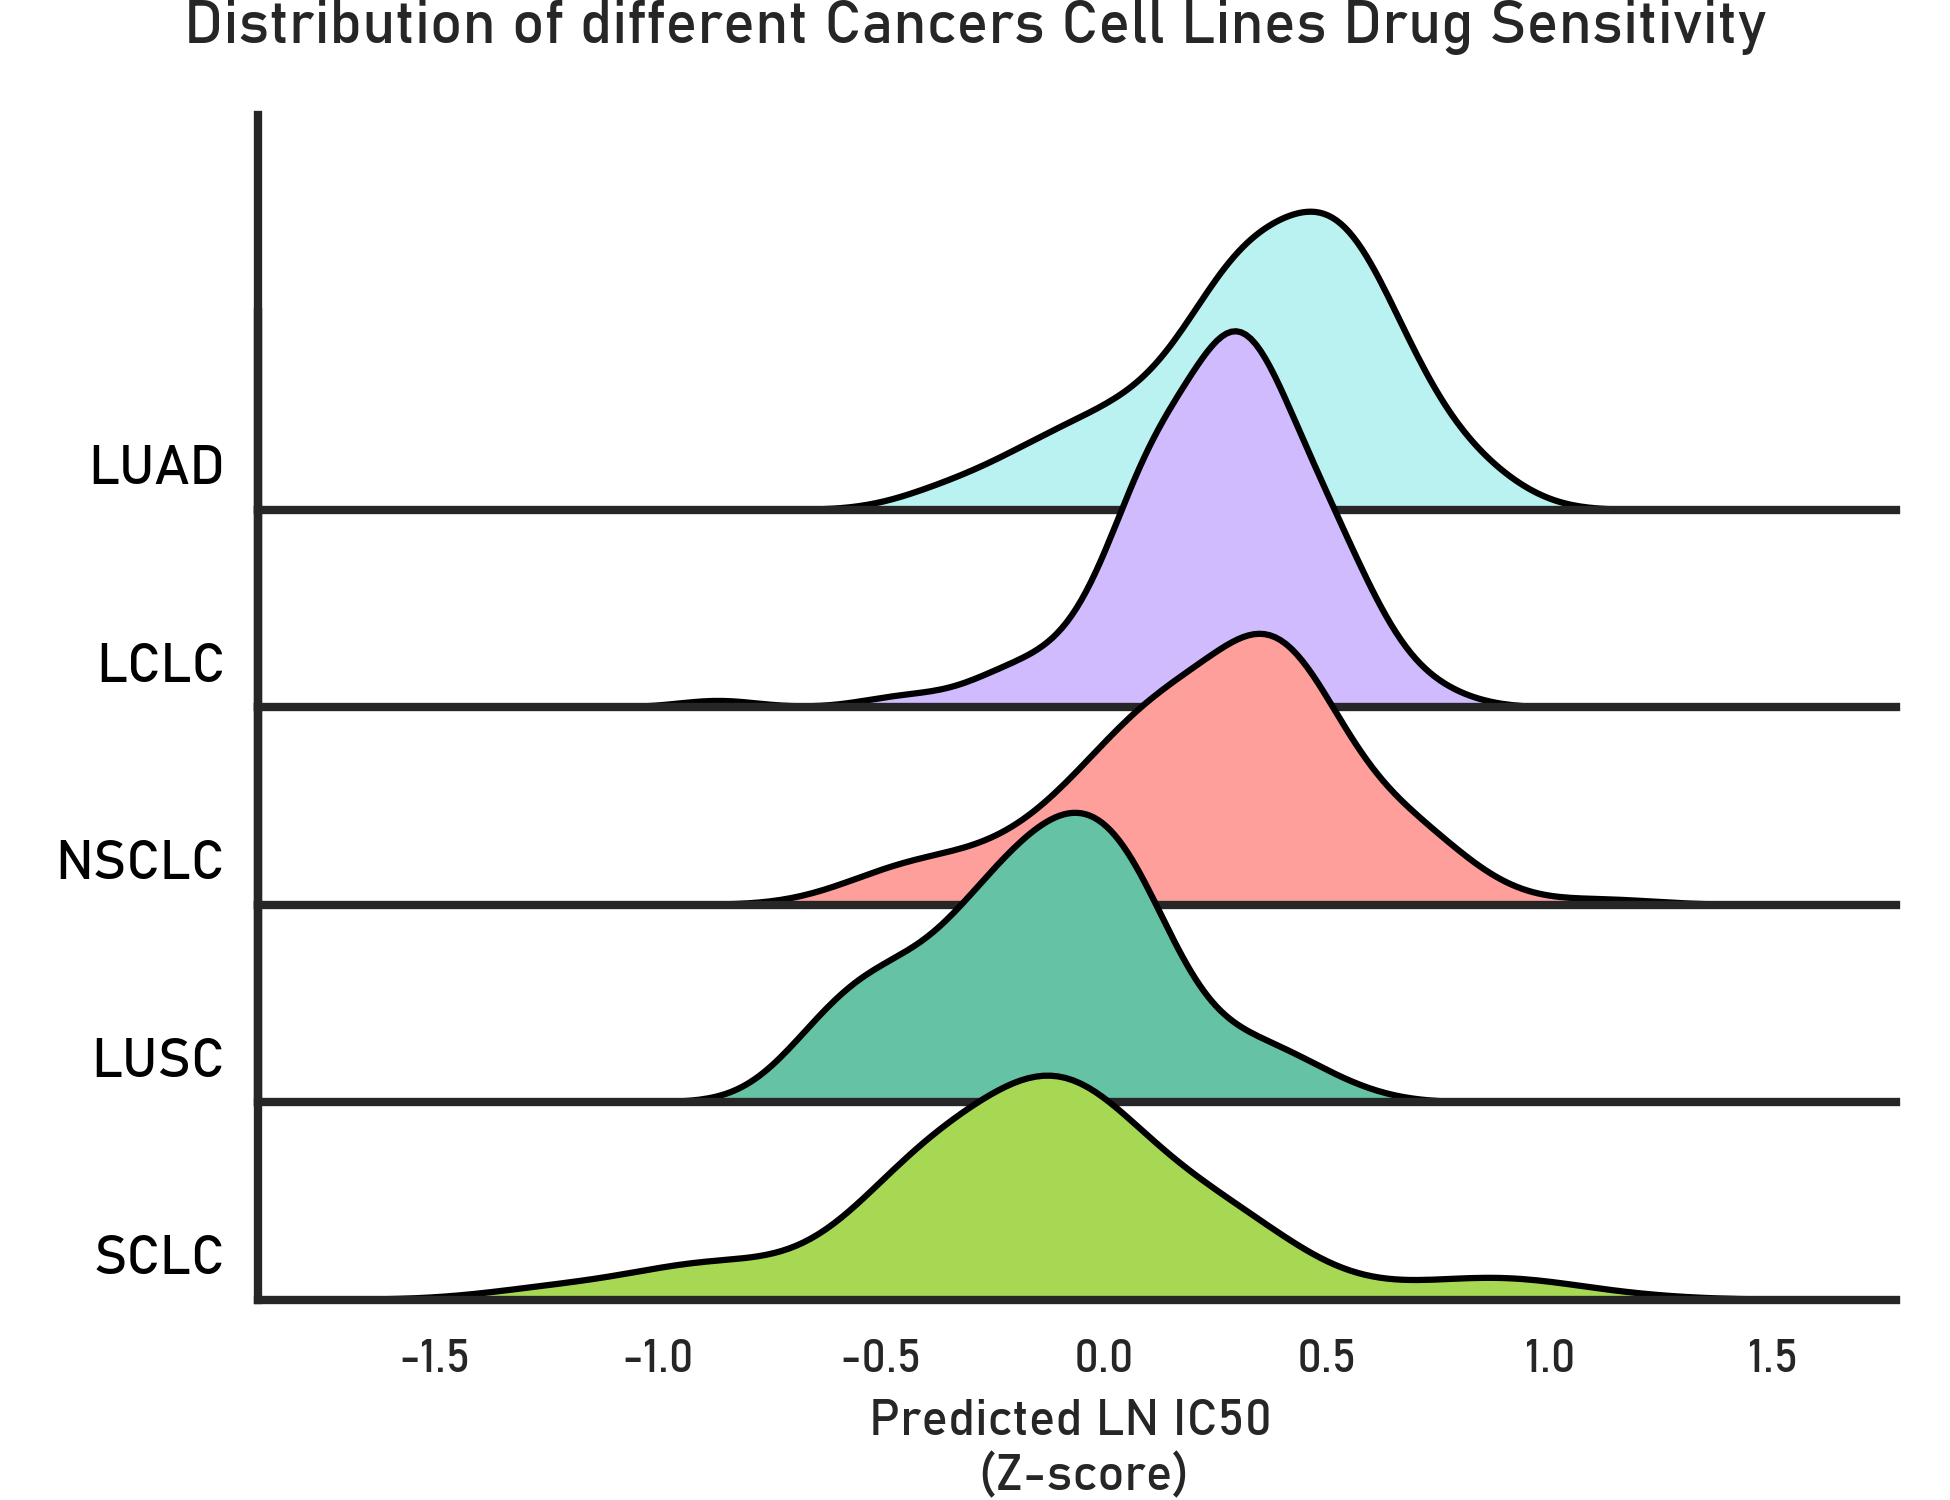 Distribution of different Cancers Cell Lines Drug Sensitivity
LUAD
LCLC
NSCLC
LUSC
SCLC
-1.5 -1.0 -0.5 0.0 0.5 1.0 1.5
Predicted LN IC50
(Z-score)